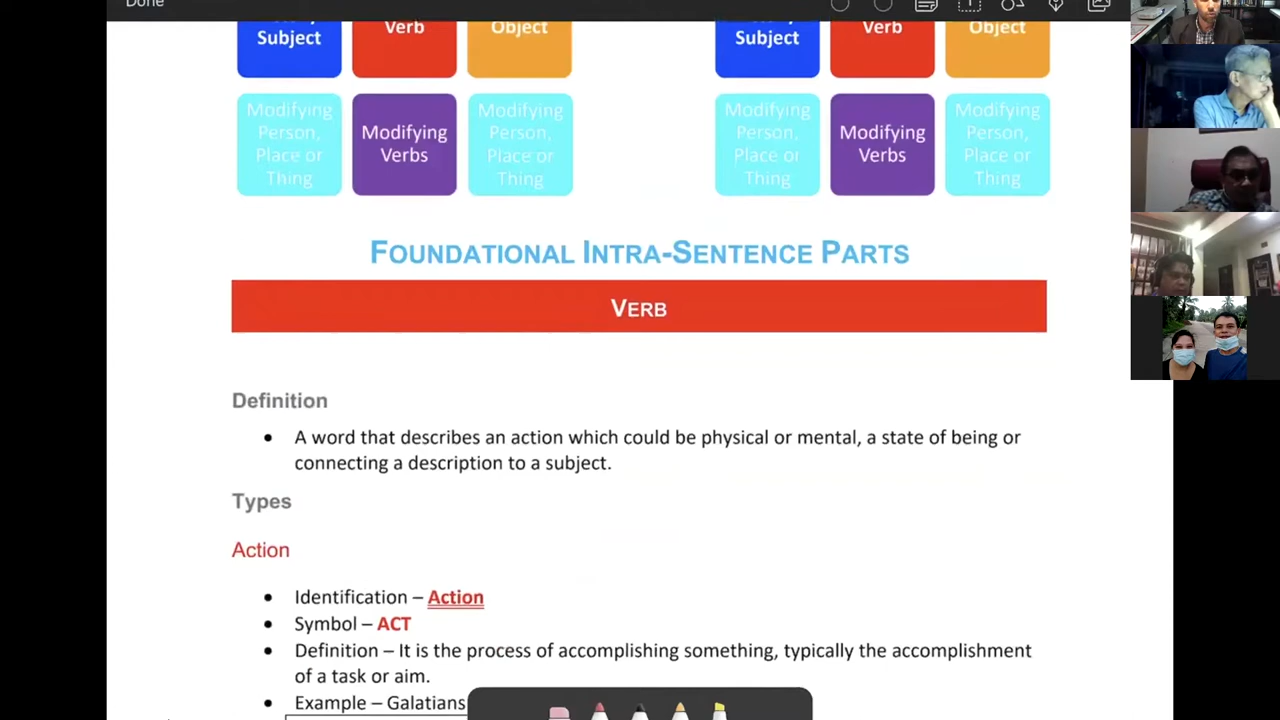 Done
Verb Object Verb Object
Subject Subject
Modifying Person, Place or Thing
Modifying Verbs
Modifying Person, Place or Thing
Modifying Person, Place or Thing
Modifying Verbs
Modifying Person, Place or Thing
FOUNDATIONAL INTRA-SENTENCE PARTS
VERB
Definition
• A word that describes an action which could be physical or mental, a state of being or
connecting a description to a subject.
Types
Action
• Identification – Action
• Symbol – ACT
• Definition – It is the process of accomplishing something, typically the accomplishment
of a task or aim.
• Example – Galatians